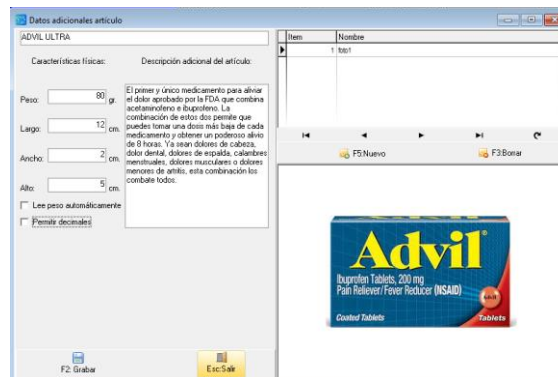 Datos adicionales artículo
ADVIL ULTRA
Características físicas:
Descripción adicional del artículo:
Peso: 80 gr.
Largo: 12 cm.
Ancho: 2 cm.
Alto: 5 cm.
Lee peso automáticamente
Permitir decimales
El primer y único medicamento para aliviar
el dolor aprobado por la FDA que combina
acetaminofeno e ibuprofeno. La
combinación de estos dos permite que
puedes tomar una dosis más baja de cada
medicamento y obtener un poderoso alivio
de 8 horas. Ya sean dolores de cabeza,
dolor dental, dolores de espalda, calambres
menstruales, dolores musculares o dolores
menores de artritis, esta combinación los
combate todos.
F2: Grabar
Esc:Salir
Item Nombre
1 foto1
F5:Nuevo
F3:Borrar
Advil®
Ibuprofen Tablets, 200 mg
Pain Reliever/Fever Reducer (NSAID)
Coated Tablets
Tablets